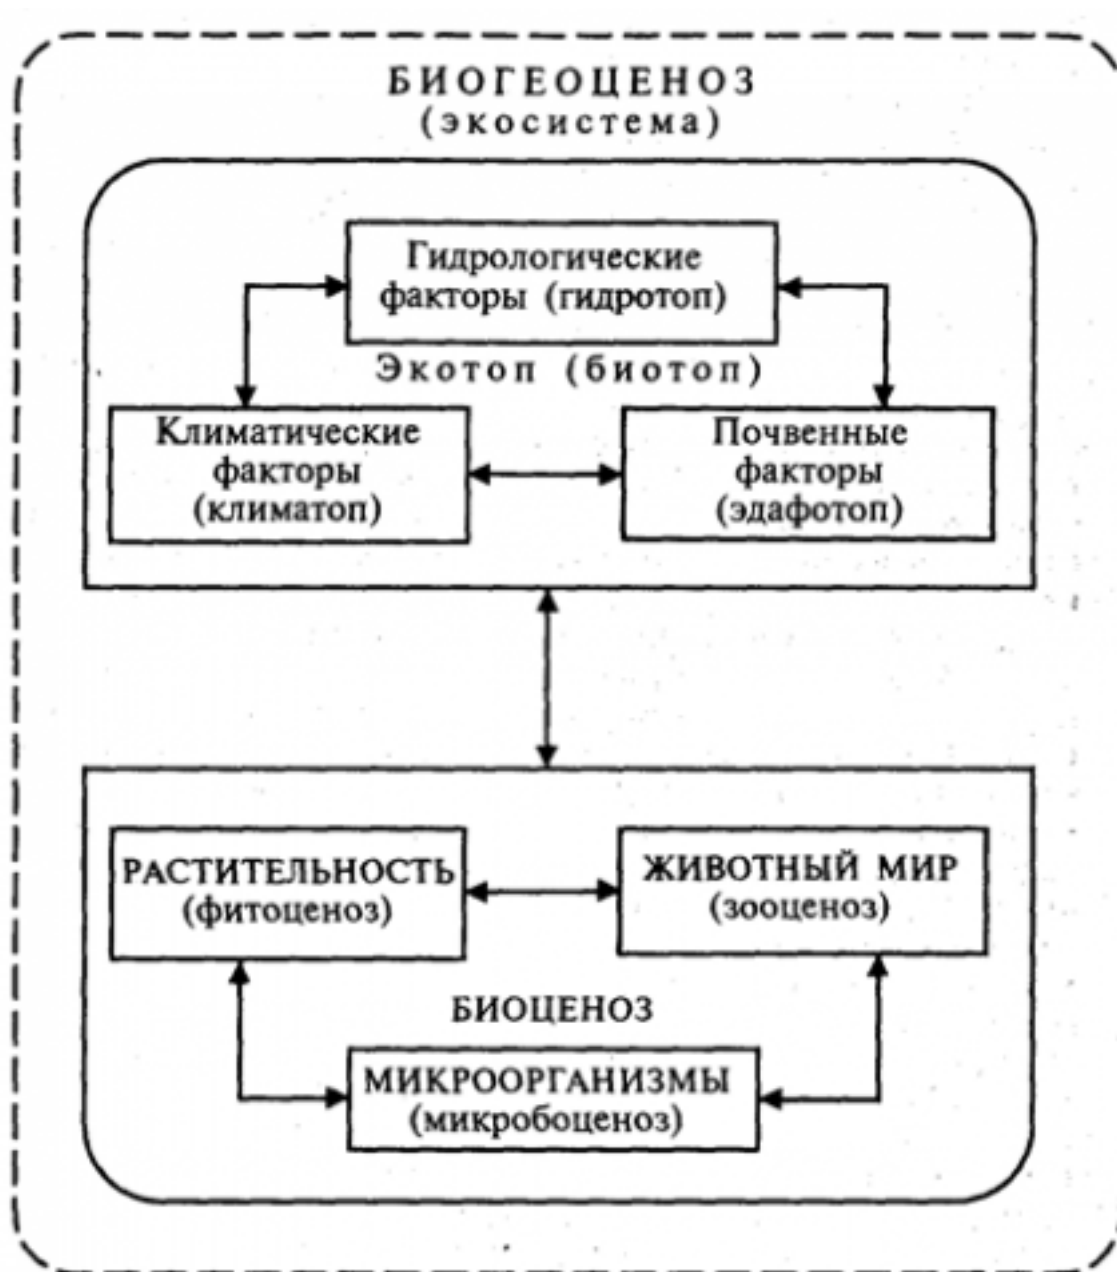 БИОГЕОЦЕНОЗ
(экосистема)
Гидрологические
факторы (гидротоп)
Экотоп (биотоп)
Климатические
факторы
(климатоп)
Почвенные
факторы
(эдафотоп)
РАСТИТЕЛЬНОСТЬ
(фитоценоз)
ЖИВОТНЫЙ МИР
(зооценоз)
БИОЦЕНОЗ
МИКРООРГАНИЗМЫ
(микробоценоз)